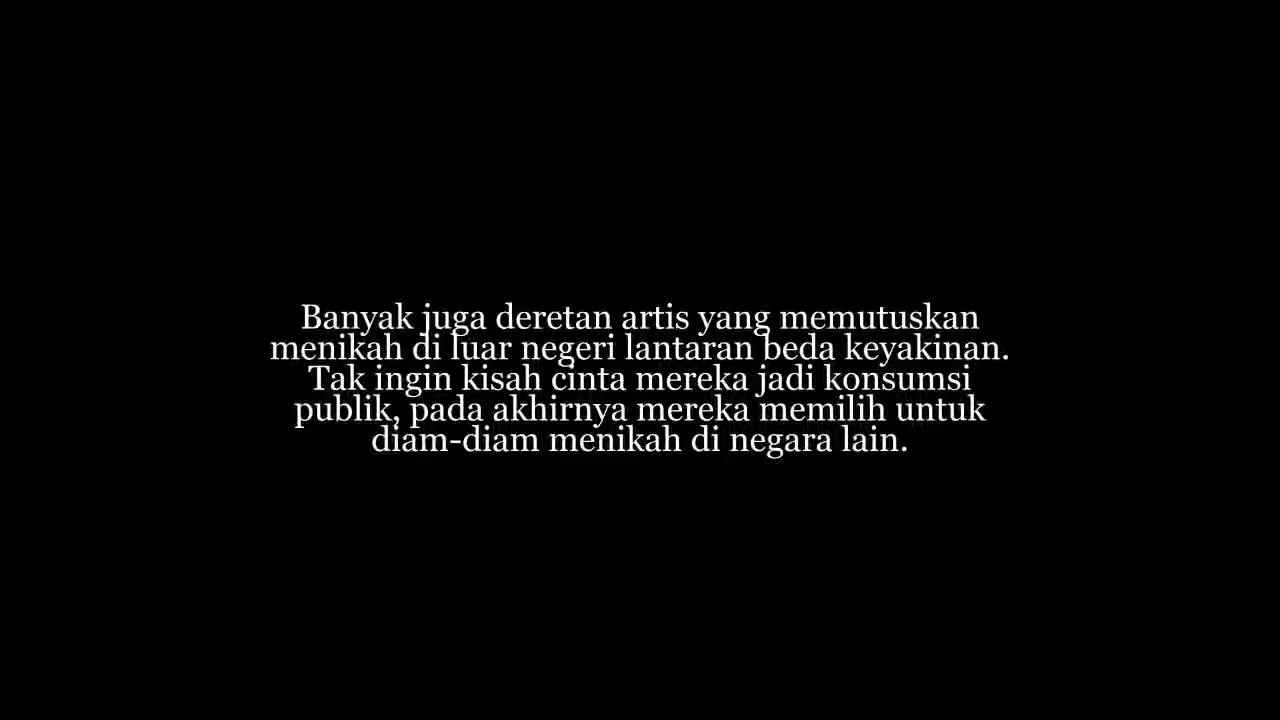 Banyak juga deretan artis yang memutuskan
menikah di luar negeri lantaran beda keyakinan.
Tak ingin kisah cinta mereka jadi konsumsi
publik, pada akhirnya mereka memilih untuk
diam-diam menikah di negara lain.